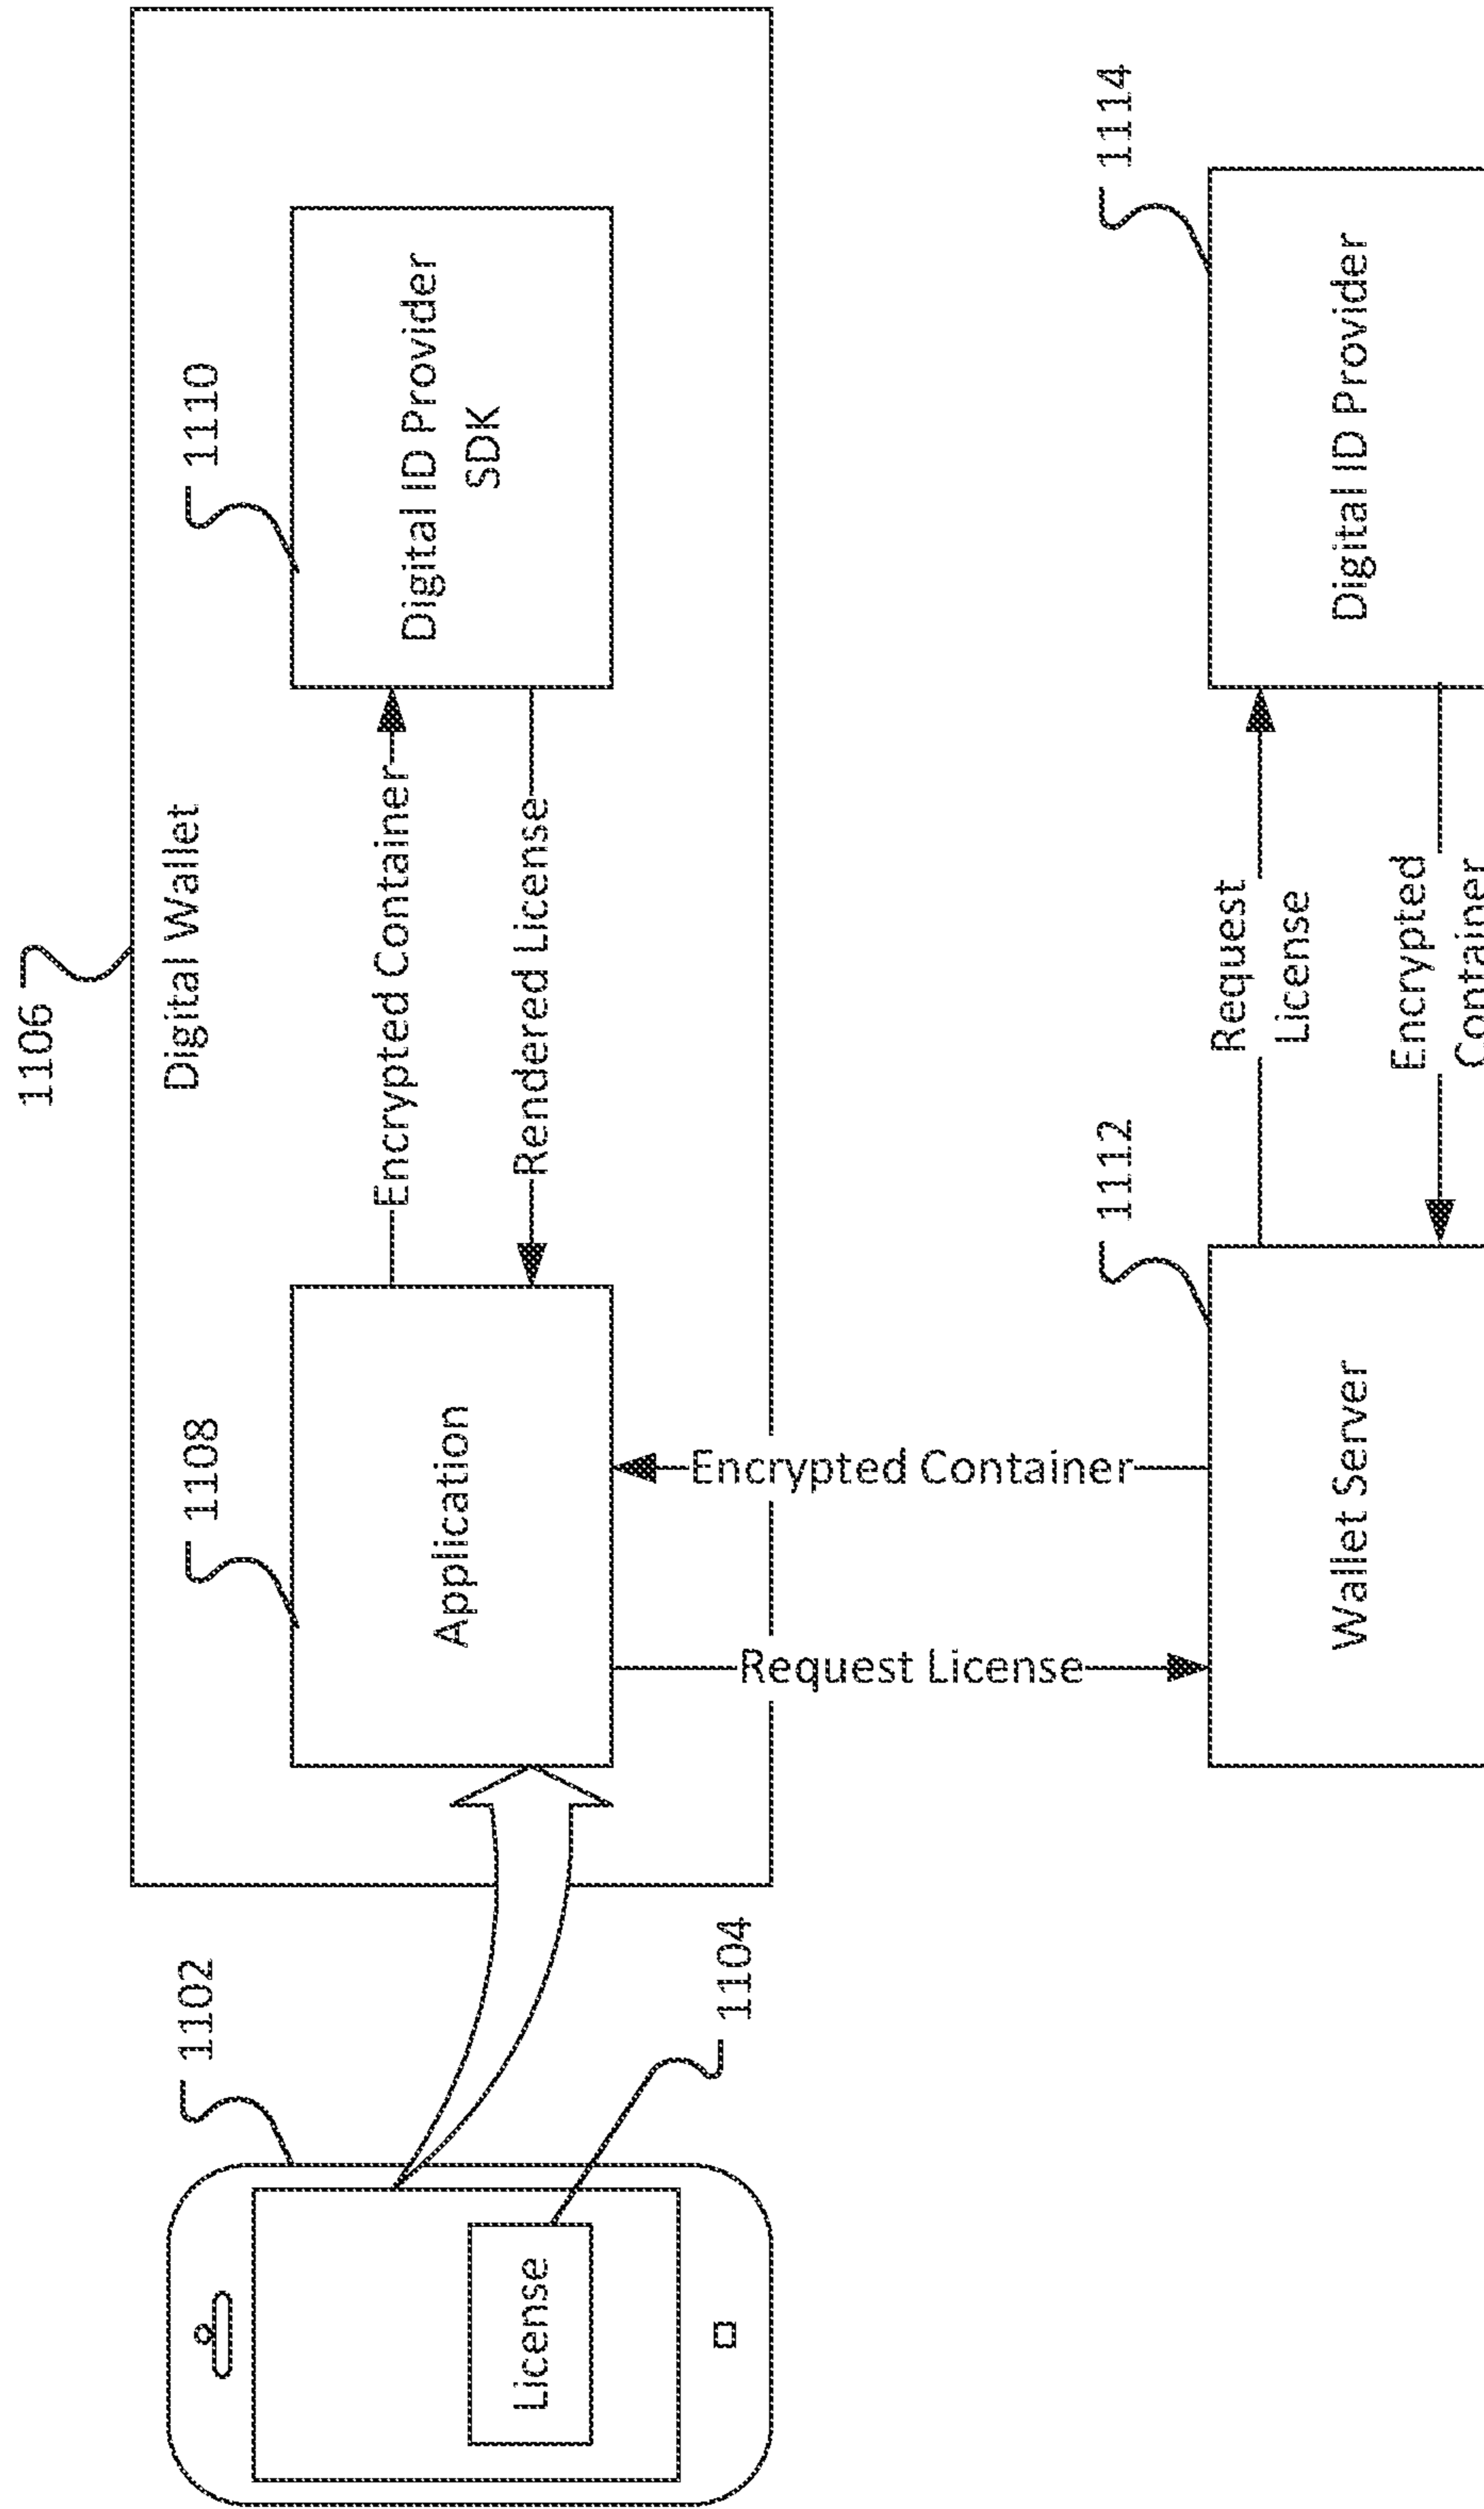 1106
Digital Wallet
1102
1108
1110
License
1104
Application
Encrypted Container
Rendered License
Digital ID Provider
SDK
Request License
Encrypted Container
1112
1114
Wallet Server
Request
License
Encrypted
Container
Digital ID Provider